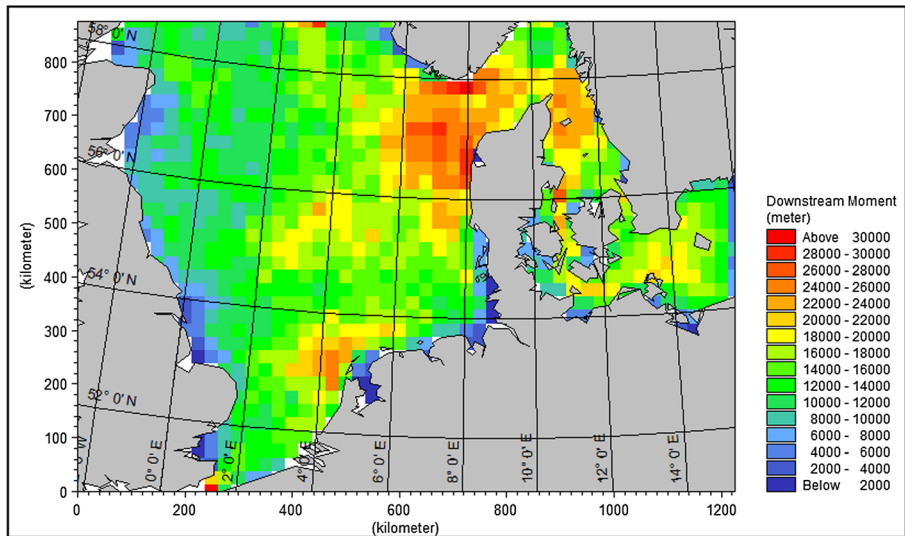 58° 0' N
56° 0' N
54° 0' N
52° 0' N
800
700
600
500
400
300
200
100
0
(kilometer)
0° 0' E
2° 0' E
4° 0' E
6° 0' E
8° 0' E
10° 0' E
12° 0' E
14° 0' E
0
200
400
600
800
1000
1200
(kilometer)
Downstream Moment
(meter)
Above 30000
28000 - 30000
26000 - 28000
24000 - 26000
22000 - 24000
20000 - 22000
18000 - 20000
16000 - 18000
14000 - 16000
12000 - 14000
10000 - 12000
8000 - 10000
6000 - 8000
4000 - 6000
2000 - 4000
Below 2000